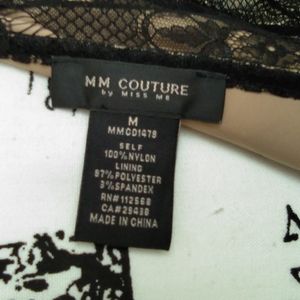 MM COUTURE
by MISS ME
M
MMCD1478
SELF
100%NYLON
LINING
97%POLYESTER
3%SPANDEX
RN#112568
CA#25438
MADE IN CHINA